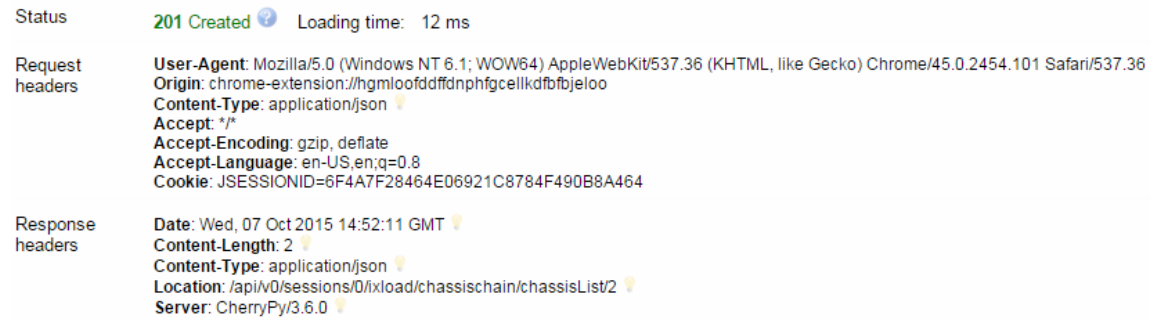 Status 201 Created ? Loading time: 12 ms
Request headers
User-Agent: Mozilla/5.0 (Windows NT 6.1; WOW64) AppleWebKit/537.36 (KHTML, like Gecko) Chrome/45.0.2454.101 Safari/537.36
Origin: chrome-extension://hgmloofddffdnphfgcellkdfbfbjeloo
Content-Type: application/json
Accept: */*
Accept-Encoding: gzip, deflate
Accept-Language: en-US,en;q=0.8
Cookie: JSESSIONID=6F4A7F28464E06921C8784F490B8A464
Response headers
Date: Wed, 07 Oct 2015 14:52:11 GMT
Content-Length: 2
Content-Type: application/json
Location: /api/v0/sessions/0/ixload/chassischain/chassisList/2
Server: CherryPy/3.6.0